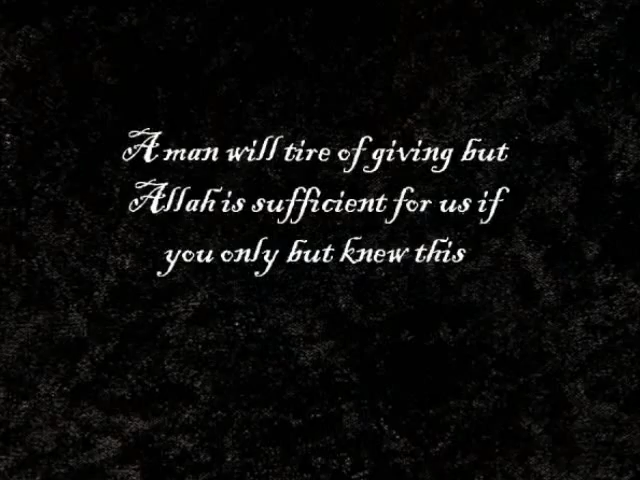 A man will tire of giving but
Allah is sufficient for us if
you only but knew this